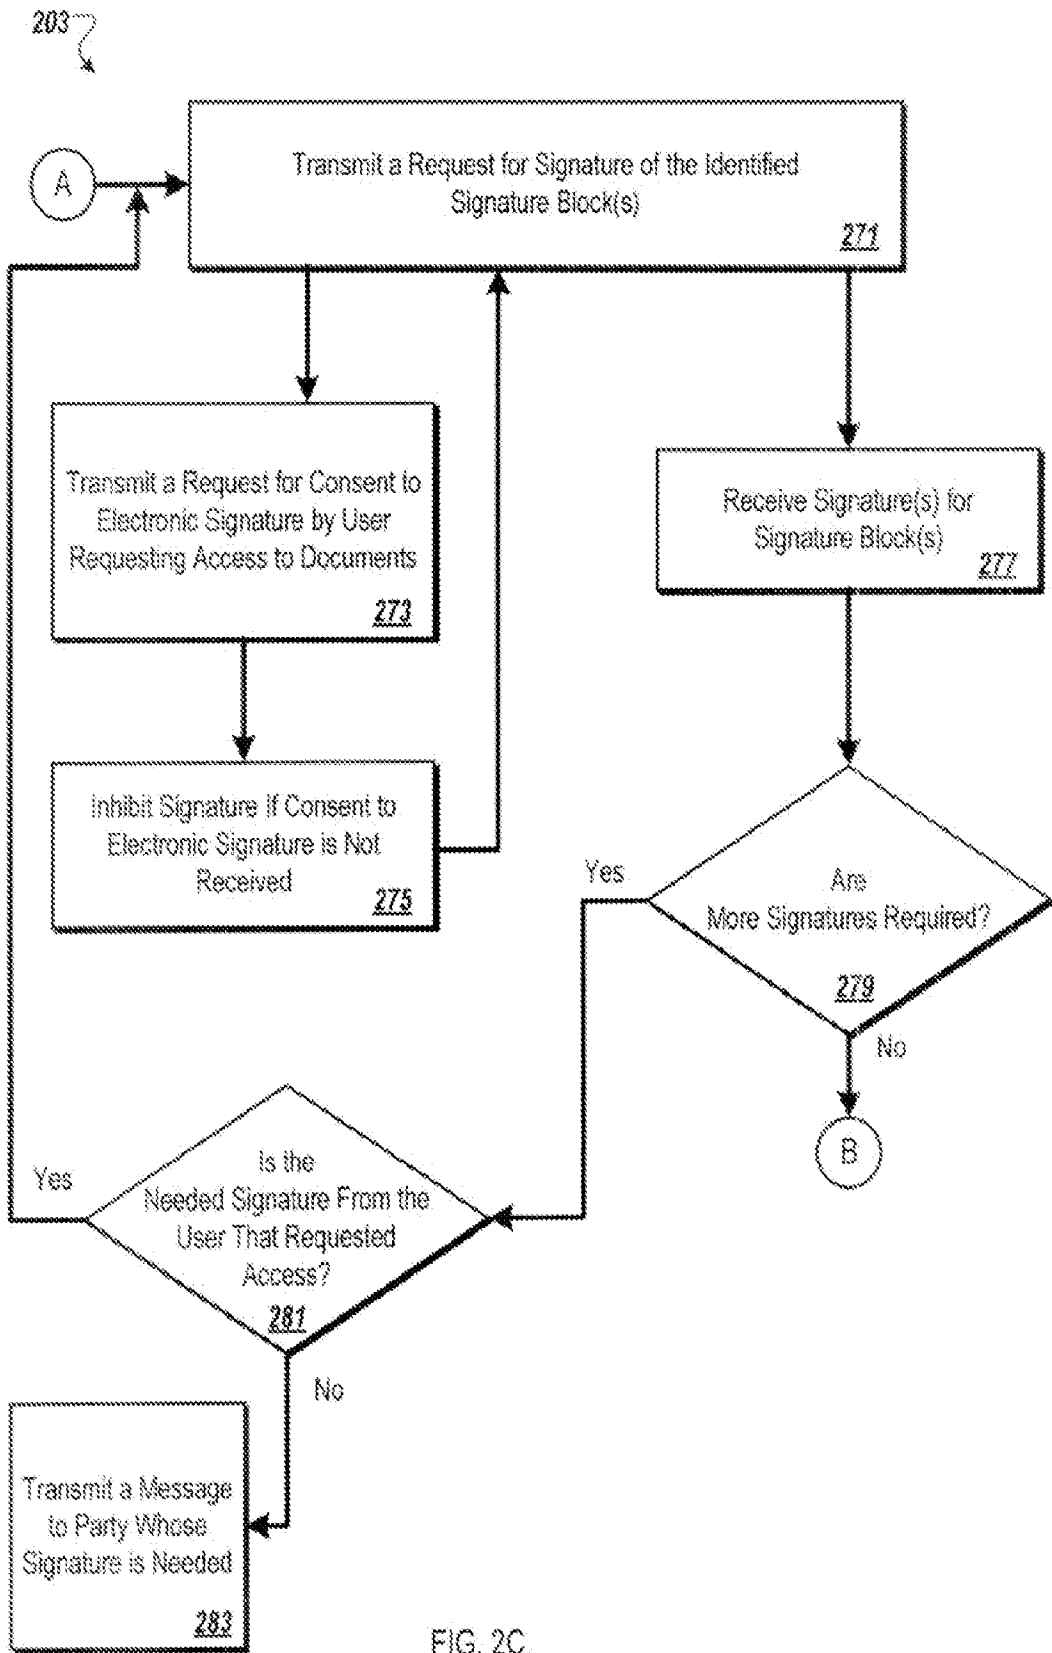 203
A
Transmit a Request for Signature of the Identified
Signature Block(s)
271
Transmit a Request for Consent to
Electronic Signature by User
Requesting Access to Documents
273
Receive Signature(s) for
Signature Block(s)
277
Inhibit Signature If Consent to
Electronic Signature is Not
Received
275
Yes
Are
More Signatures Required?
279
No
B
Yes
Is the
Needed Signature From the
User That Requested
Access?
281
No
Transmit a Message
to Party Whose
Signature is Needed
283
FIG. 2C